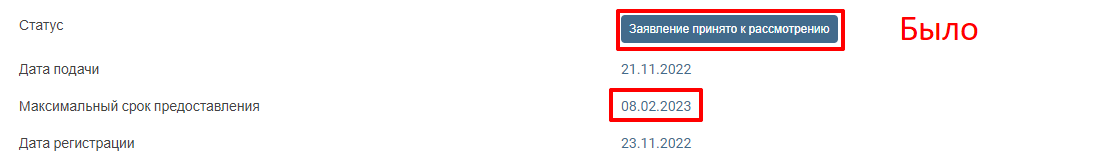 Статус Заявление принято к рассмотрению Было
Дата подачи 21.11.2022
Максимальный срок предоставления 08.02.2023
Дата регистрации 23.11.2022